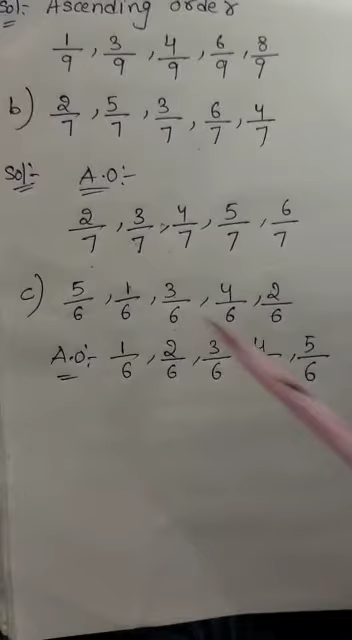 Sol:- Ascending order
1/9 , 3/9 , 4/9 , 6/9 , 8/9
b) 2/7 , 5/7 , 3/7 , 6/7 , 4/7
Sol:- A.O:-
2/7 , 3/7 , 4/7 , 5/7 , 6/7
c) 5/6 , 1/6 , 3/6 , 4/6 , 2/6
A.O:- 1/6 , 2/6 , 3/6 4 , 5/6